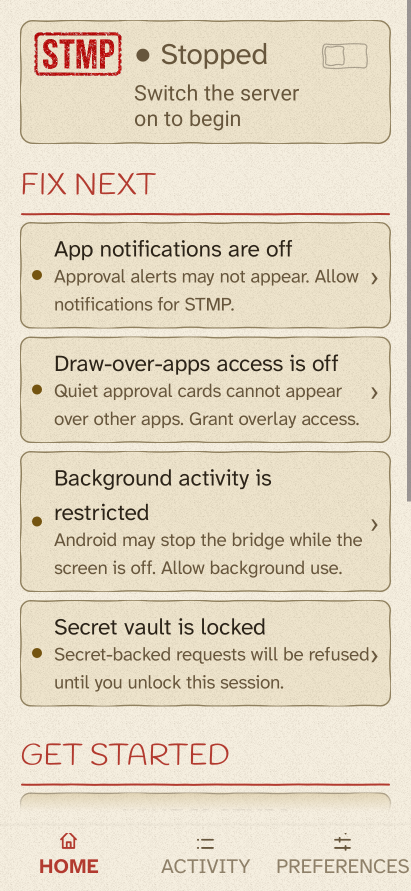 STMP
● Stopped
Switch the server
on to begin
FIX NEXT
App notifications are off
Approval alerts may not appear. Allow
notifications for STMP.
Draw-over-apps access is off
Quiet approval cards cannot appear
over other apps. Grant overlay access.
Background activity is
restricted
Android may stop the bridge while the
screen is off. Allow background use.
Secret vault is locked
Secret-backed requests will be refused
until you unlock this session.
GET STARTED
HOME
ACTIVITY
PREFERENCES